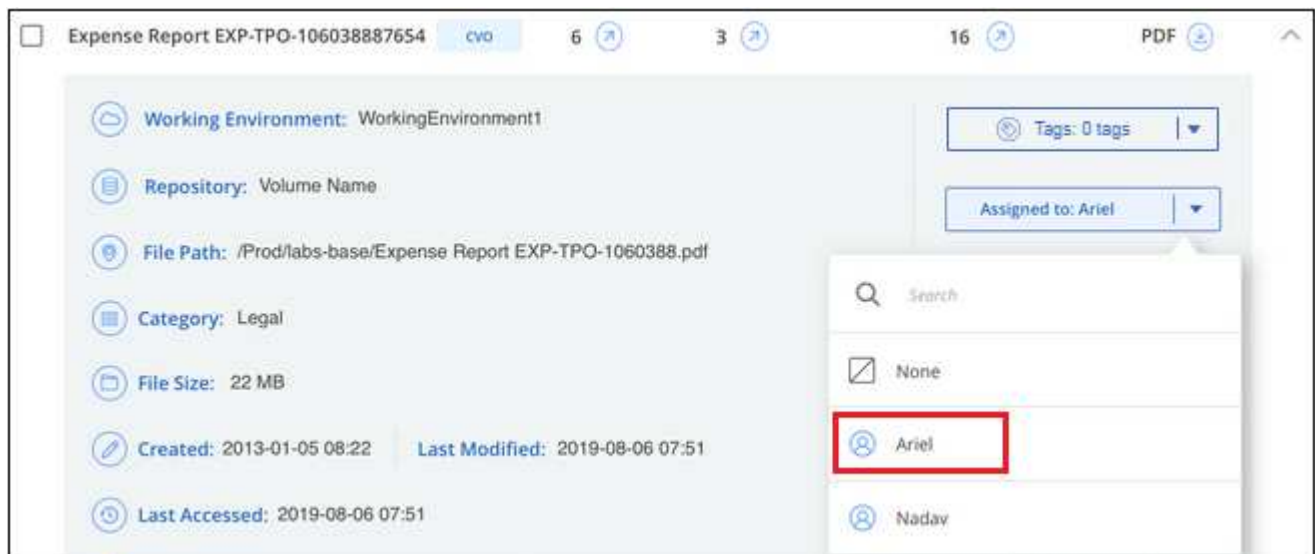 Expense Report EXP-TPO-106038887654 CVO 6 3 16 PDF
Working Environment: WorkingEnvironment1
Tags: 0 tags
Repository: Volume Name
Assigned to: Ariel
File Path: /Prod/labs-base/Expense Report EXP-TPO-1060388.pdf
Search
Category: Legal
None
File Size: 22 MB
Ariel
Created: 2013-01-05 08:22 Last Modified: 2019-08-06 07:51
Last Accessed: 2019-08-06 07:51
Nadav